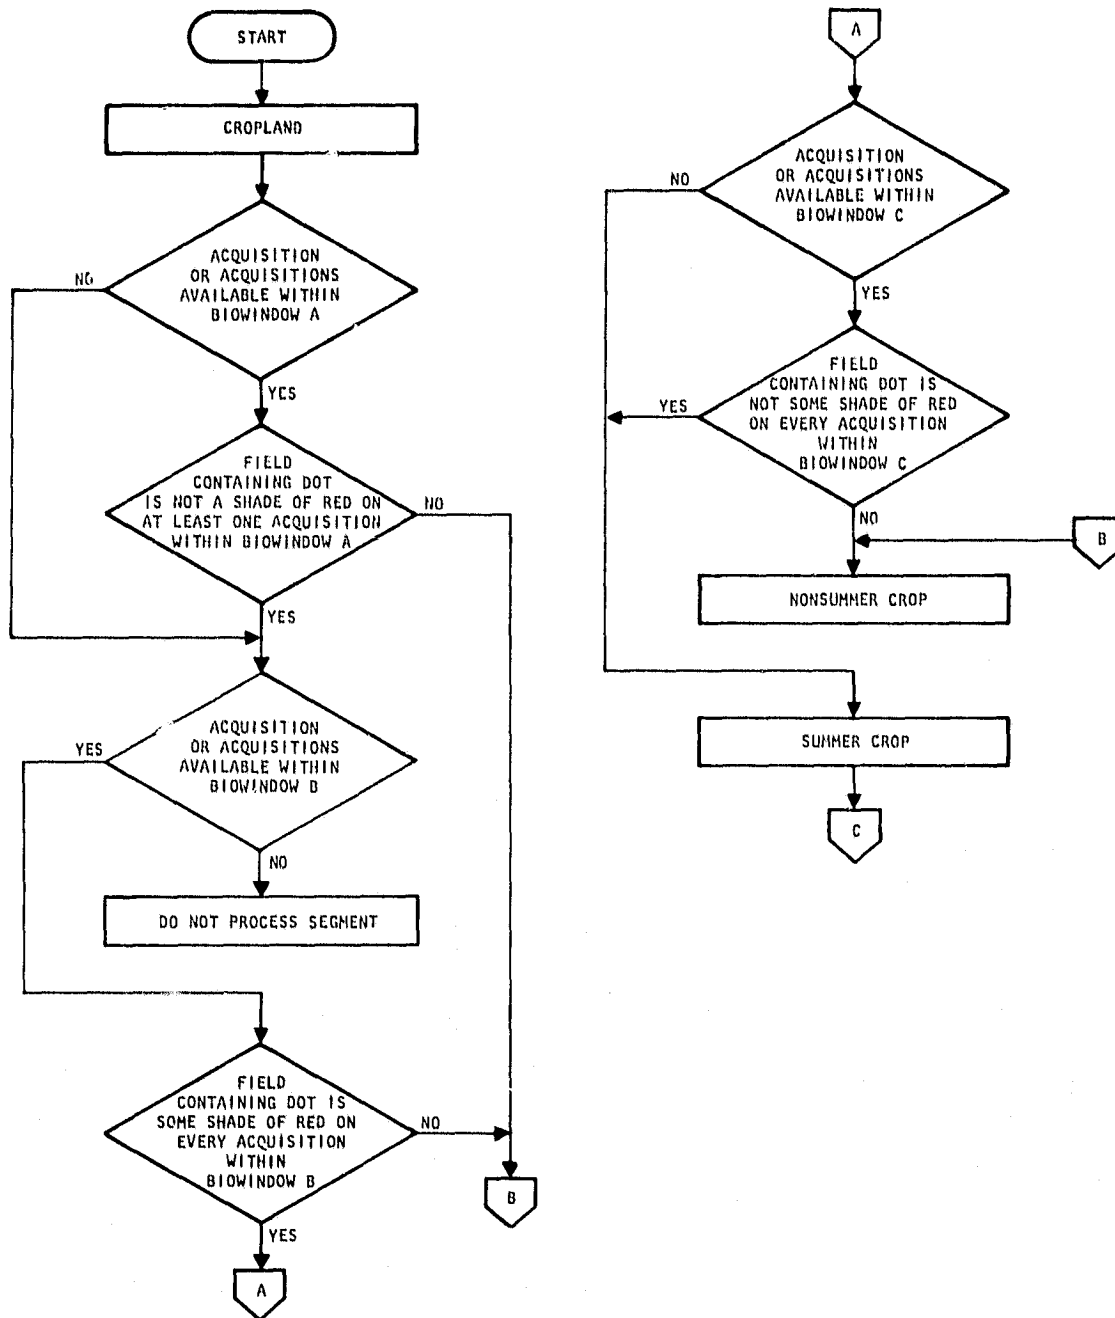 START
CROPLAND
ACQUISITION
OR ACQUISITIONS
AVAILABLE WITHIN
BIOWINDOW A
NO
YES
FIELD
CONTAINING DOT
IS NOT A SHADE OF RED ON
AT LEAST ONE ACQUISITION
WITHIN BIOWINDOW A
NO
YES
ACQUISITION
OR ACQUISITIONS
AVAILABLE WITHIN
BIOWINDOW B
YES
NO
DO NOT PROCESS SEGMENT
FIELD
CONTAINING DOT IS
SOME SHADE OF RED ON
EVERY ACQUISITION
WITHIN
BIOWINDOW B
NO
B
YES
A
A
ACQUISITION
OR ACQUISITIONS
AVAILABLE WITHIN
BIOWINDOW C
NO
YES
FIELD
CONTAINING DOT IS
NOT SOME SHADE OF RED
ON EVERY ACQUISITION
WITHIN
BIOWINDOW C
YES
NO
B
NONSUMMER CROP
SUMMER CROP
C